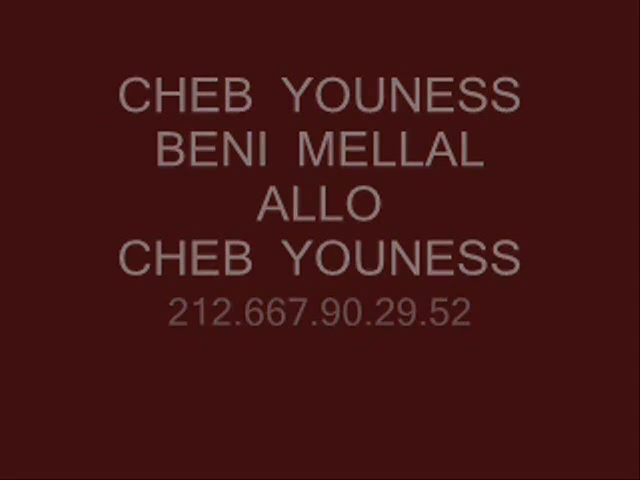 CHEB YOUNESS
BENI MELLAL
ALLO
CHEB YOUNESS
212.667.90.29.52